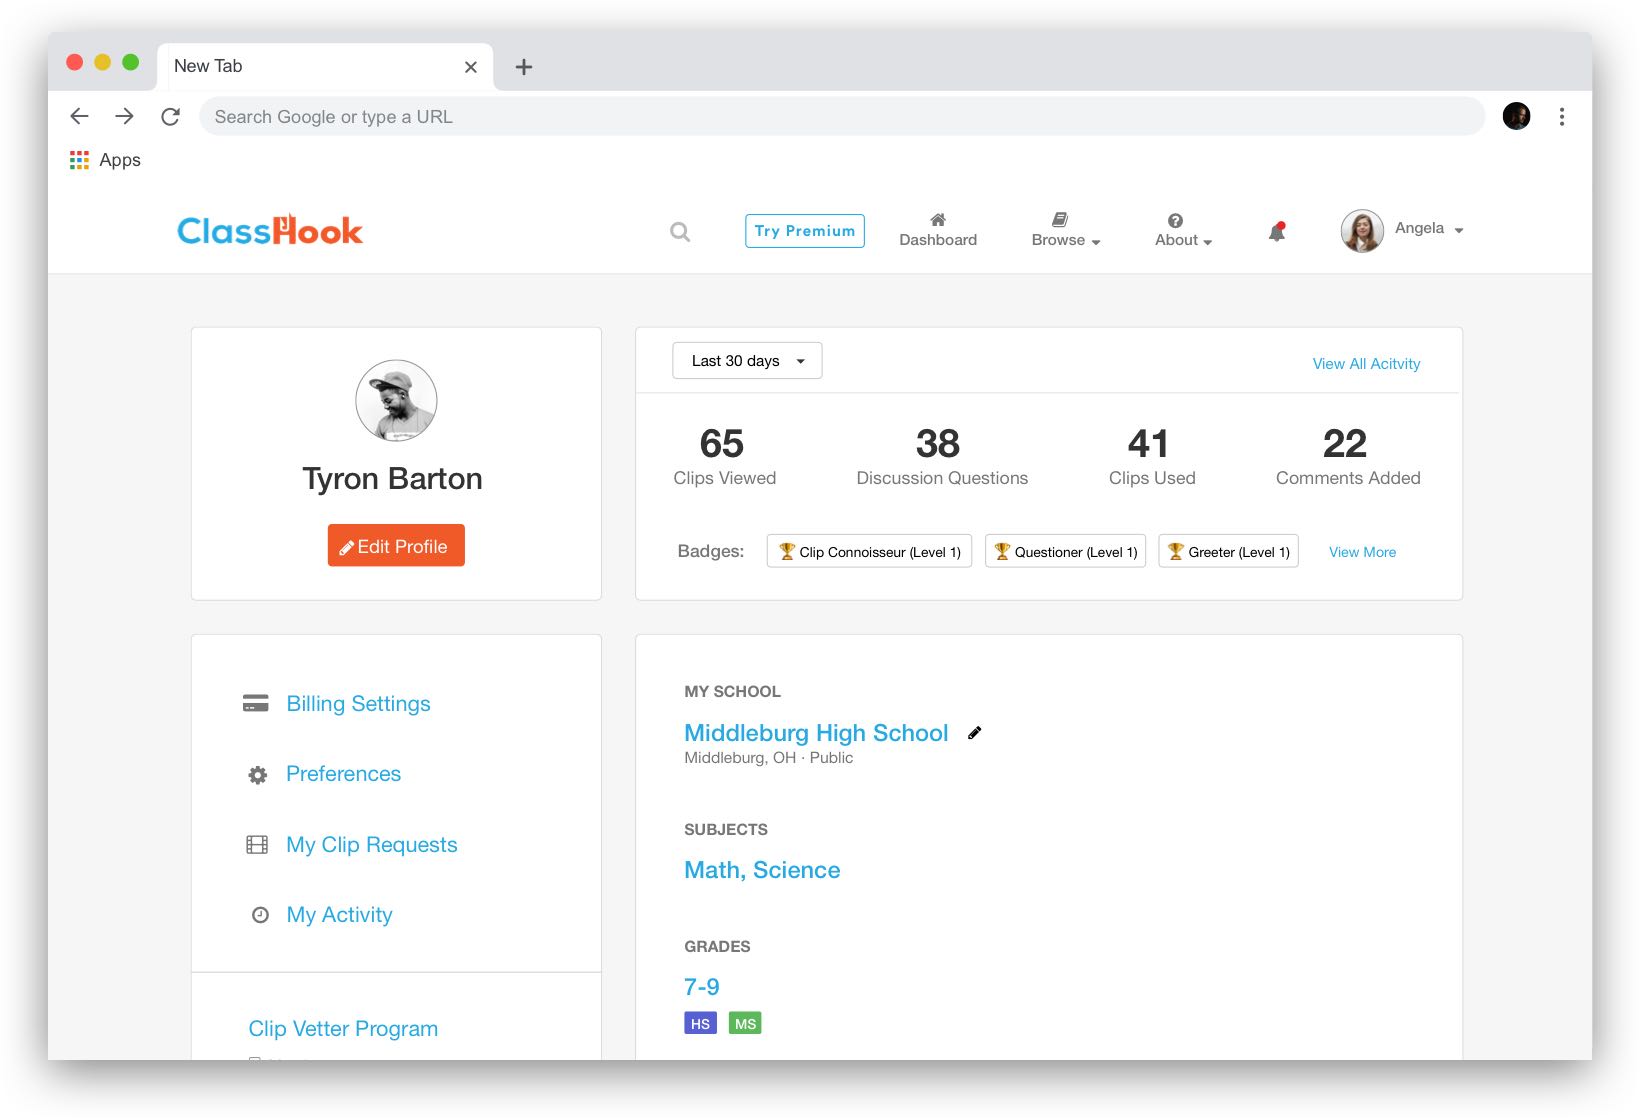 New Tab
Search Google or type a URL
Apps
ClassHook
Try Premium
Dashboard
Browse
About
Angela
Tyron Barton
Edit Profile
Last 30 days
View All Acitvity
65
38
41
22
Clips Viewed
Discussion Questions
Clips Used
Comments Added
Badges:
Clip Connoisseur (Level 1)
Questioner (Level 1)
Greeter (Level 1)
View More
Billing Settings
Preferences
My Clip Requests
My Activity
Clip Vetter Program
MY SCHOOL
Middleburg High School
Middleburg, OH · Public
SUBJECTS
Math, Science
GRADES
7-9
HS
MS